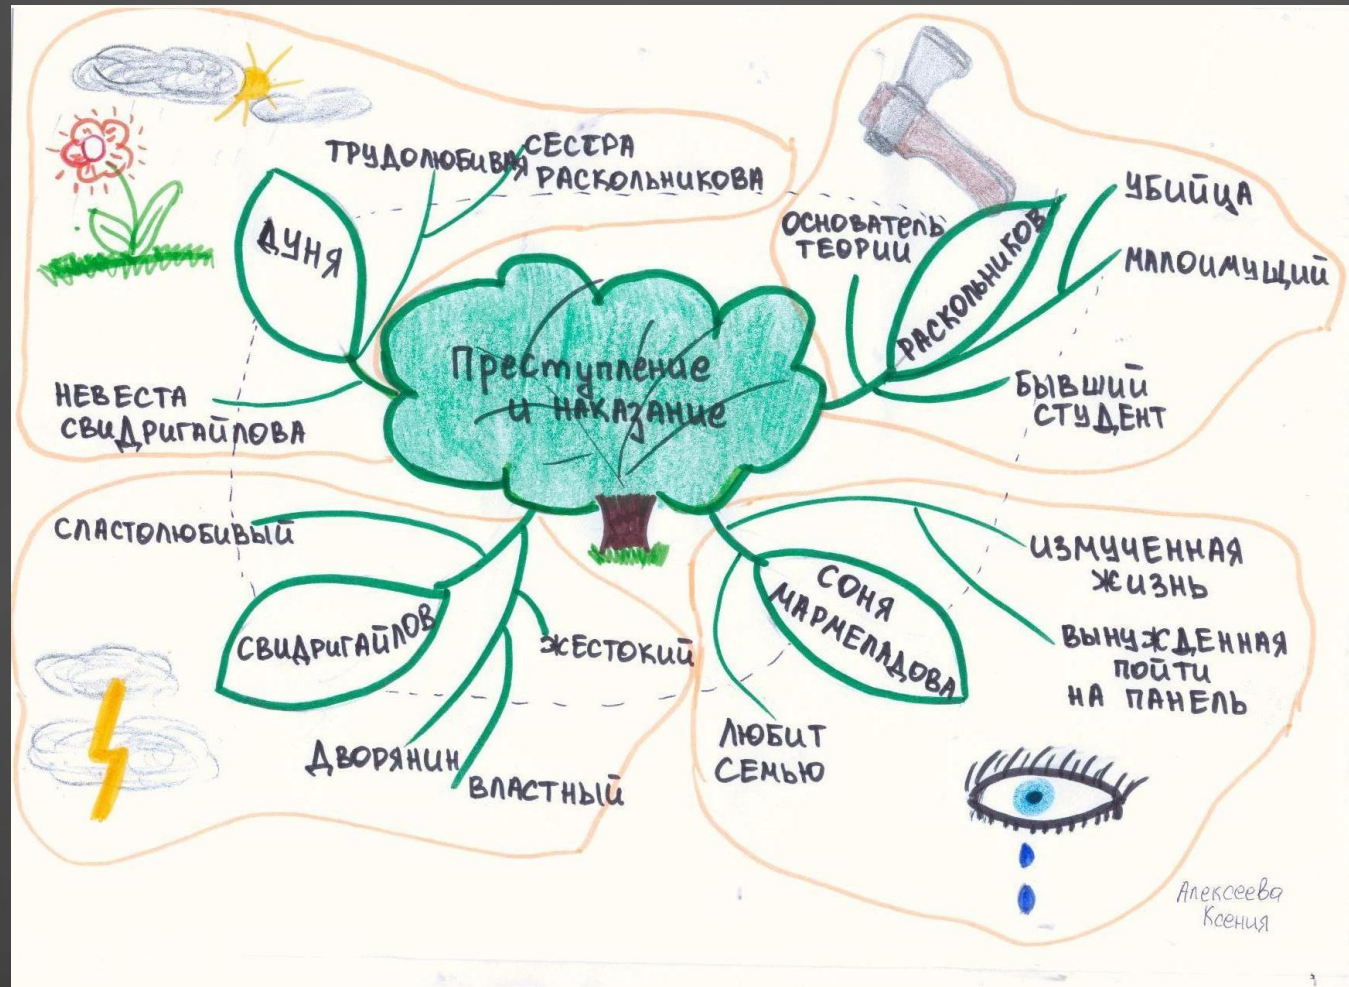 ТРУДОЛЮБИВАЯ
СЕСТРА
РАСКОЛЬНИКОВА
ДУНЯ
НЕВЕСТА
СВИДРИГАЙЛОВА
Преступление
и наказание
ОСНОВАТЕЛЬ
ТЕОРИИ
РАСКОЛЬНИКОВ
УБИЙЦА
МАЛОИМУЩИЙ
БЫВШИЙ
СТУДЕНТ
СЛАСТОЛЮБИВЫЙ
СВИДРИГАЙЛОВ
ЖЕСТОКИЙ
ДВОРЯНИН
ВЛАСТНЫЙ
СОНЯ
МАРМЕЛАДОВА
ИЗМУЧЕННАЯ
ЖИЗНЬ
ВЫНУЖДЕННАЯ
ПОЙТИ
НА ПАНЕЛЬ
ЛЮБИТ
СЕМЬЮ
Алексеева
Ксения